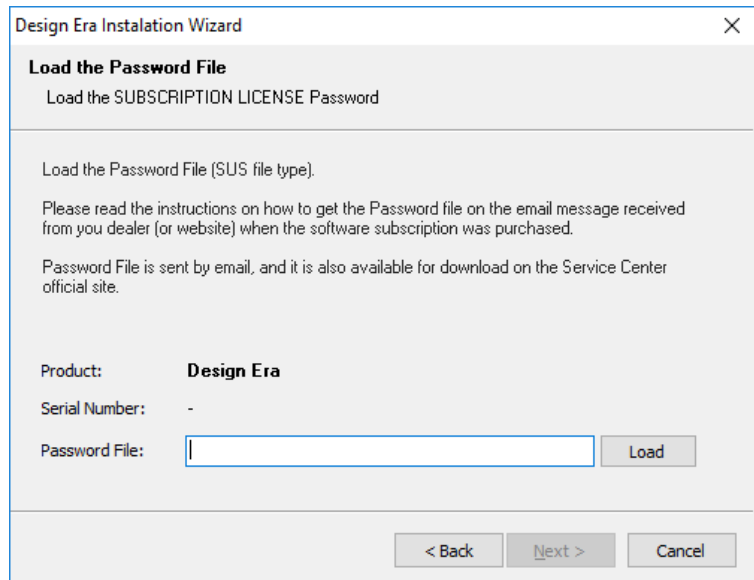 Design Era Instalation Wizard
Load the Password File
Load the SUBSCRIPTION LICENSE Password
Load the Password File (SUS file type).
Please read the instructions on how to get the Password file on the email message received
from you dealer (or website) when the software subscription was purchased.
Password File is sent by email, and it is also available for download on the Service Center
official site.
Product: Design Era
Serial Number: -
Password File: Load
< Back Next > Cancel